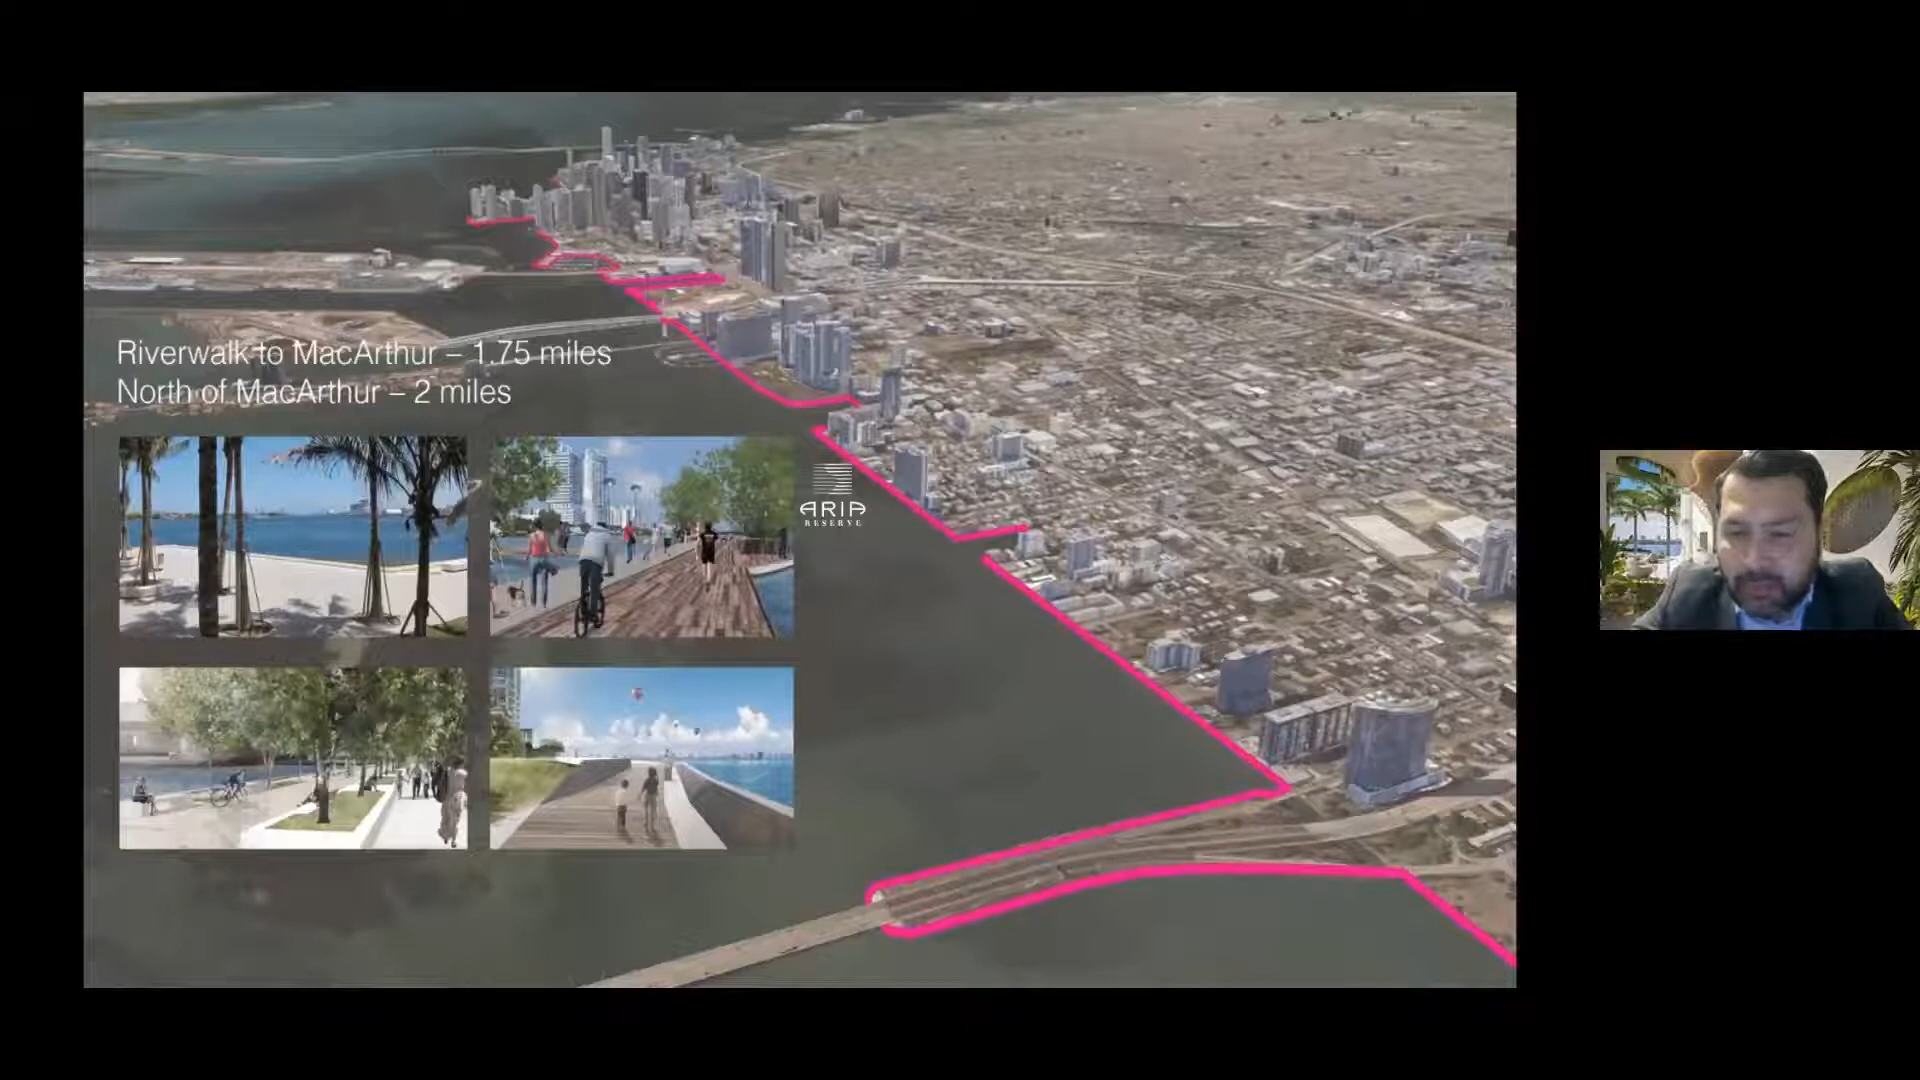 Riverwalk to MacArthur – 1.75 miles
North of MacArthur – 2 miles
ARIA
RESERVE